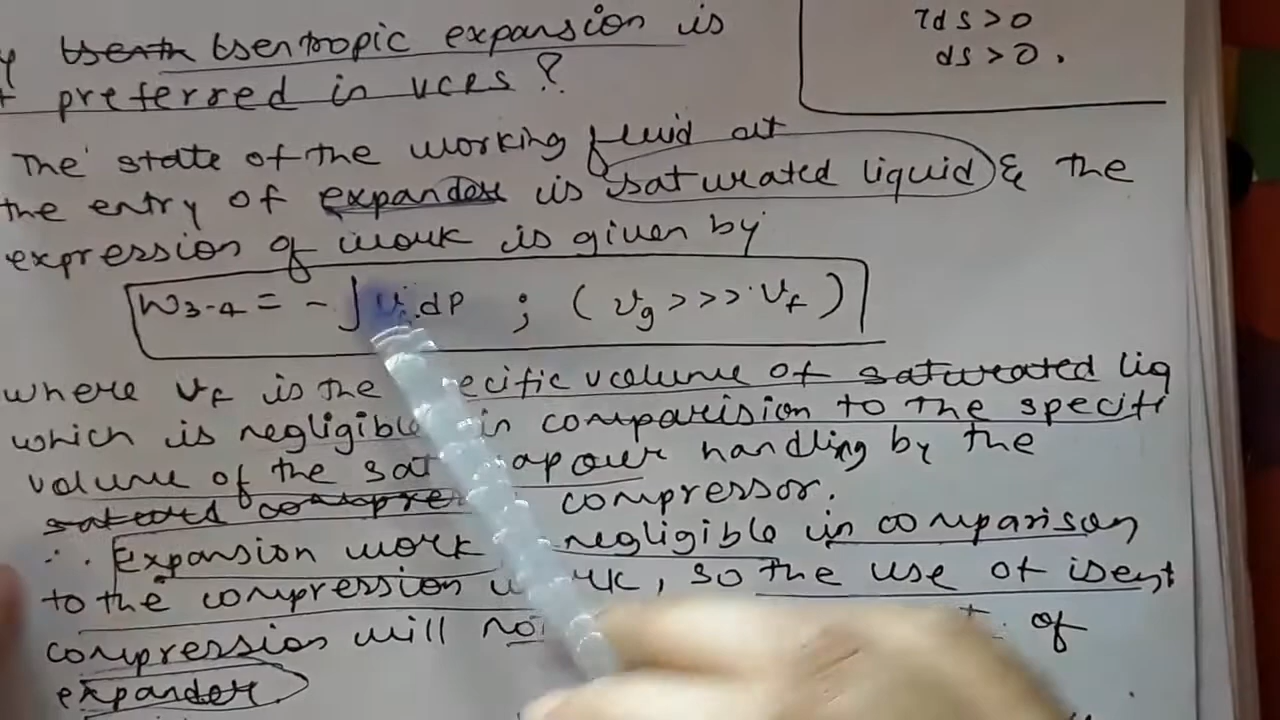 Tds > 0
ds > 0.
Isentropic expansion is
preferred in VCRS ?
The state of the working fluid at
the entry of expander is saturated liquid & the
expression of work is given by
W3-4 = - ∫ v dP ; ( vg >>> vf )
where vf is the specific volume of saturated liq
which is negligible in comparision to the specifi
volume of the sat vapour handling by the
compressor.
∴ Expansion work negligible in comparison
to the compression work, so the use of isent
compression will not of
expander